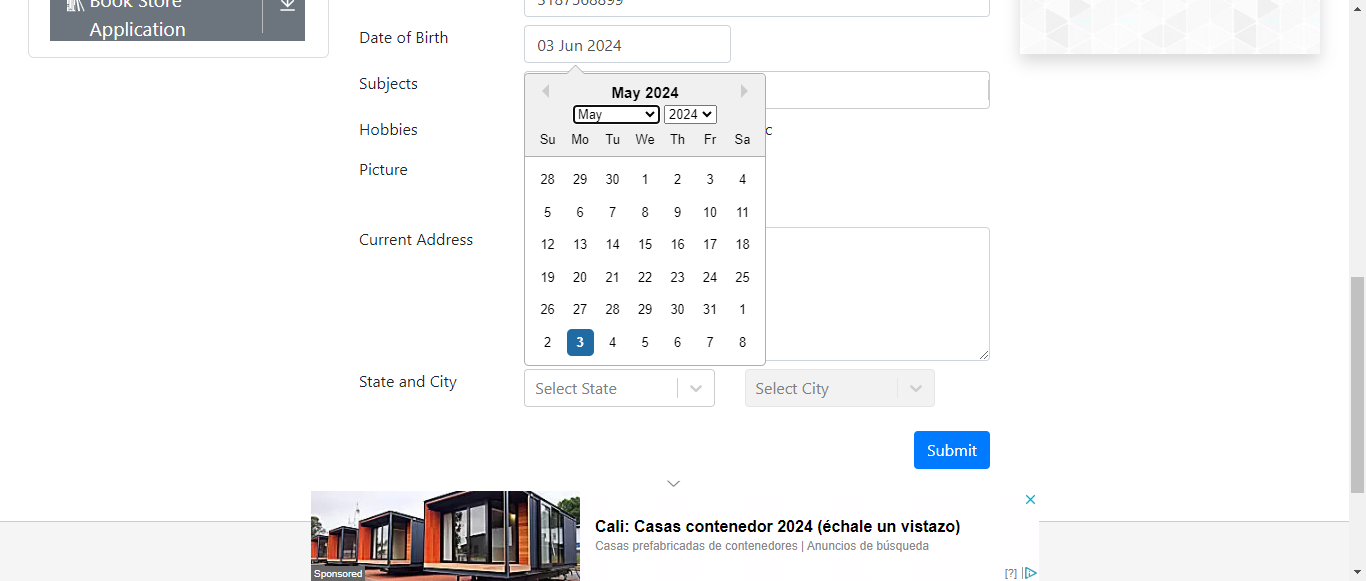 Book Store
Application
3187568899
Date of Birth
03 Jun 2024
Subjects
May 2024
May 2024
Su Mo Tu We Th Fr Sa
Hobbies
c
28 29 30 1 2 3 4
Picture
5 6 7 8 9 10 11
Current Address
12 13 14 15 16 17 18
19 20 21 22 23 24 25
26 27 28 29 30 31 1
2 3 4 5 6 7 8
State and City
Select State
Select City
Submit
Cali: Casas contenedor 2024 (échale un vistazo)
Casas prefabricadas de contenedores | Anuncios de búsqueda
Sponsored
[?]